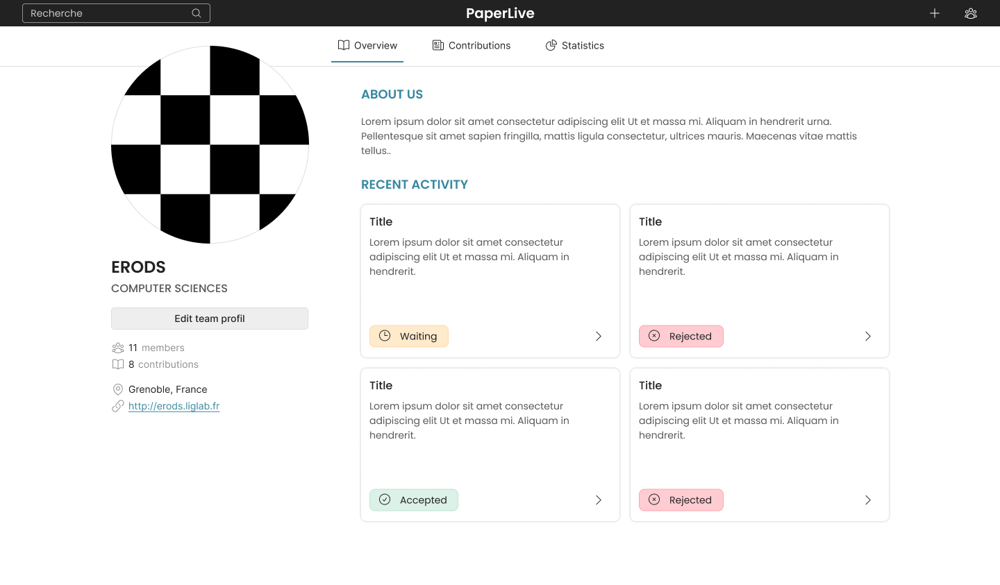 Recherche
PaperLive
Overview
Contributions
Statistics
ERODS
COMPUTER SCIENCES
Edit team profil
11 members
8 contributions
Grenoble, France
http://erods.liglab.fr
ABOUT US
Lorem ipsum dolor sit amet consectetur adipiscing elit Ut et massa mi. Aliquam in hendrerit urna.
Pellentesque sit amet sapien fringilla, mattis ligula consectetur, ultrices mauris. Maecenas vitae mattis
tellus..
RECENT ACTIVITY
Title
Lorem ipsum dolor sit amet consectetur
adipiscing elit Ut et massa mi. Aliquam in
hendrerit.
Waiting
Title
Lorem ipsum dolor sit amet consectetur
adipiscing elit Ut et massa mi. Aliquam in
hendrerit.
Rejected
Title
Lorem ipsum dolor sit amet consectetur
adipiscing elit Ut et massa mi. Aliquam in
hendrerit.
Accepted
Title
Lorem ipsum dolor sit amet consectetur
adipiscing elit Ut et massa mi. Aliquam in
hendrerit.
Rejected